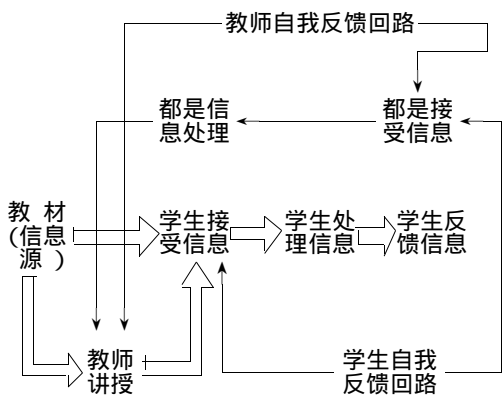 教师自我反馈回路
都是信
息处理
都是接
受信息
教 材
(信息
源 )
学生接
受信息
学生处
理信息
学生反
馈信息
教师
讲授
学生自我
反馈回路